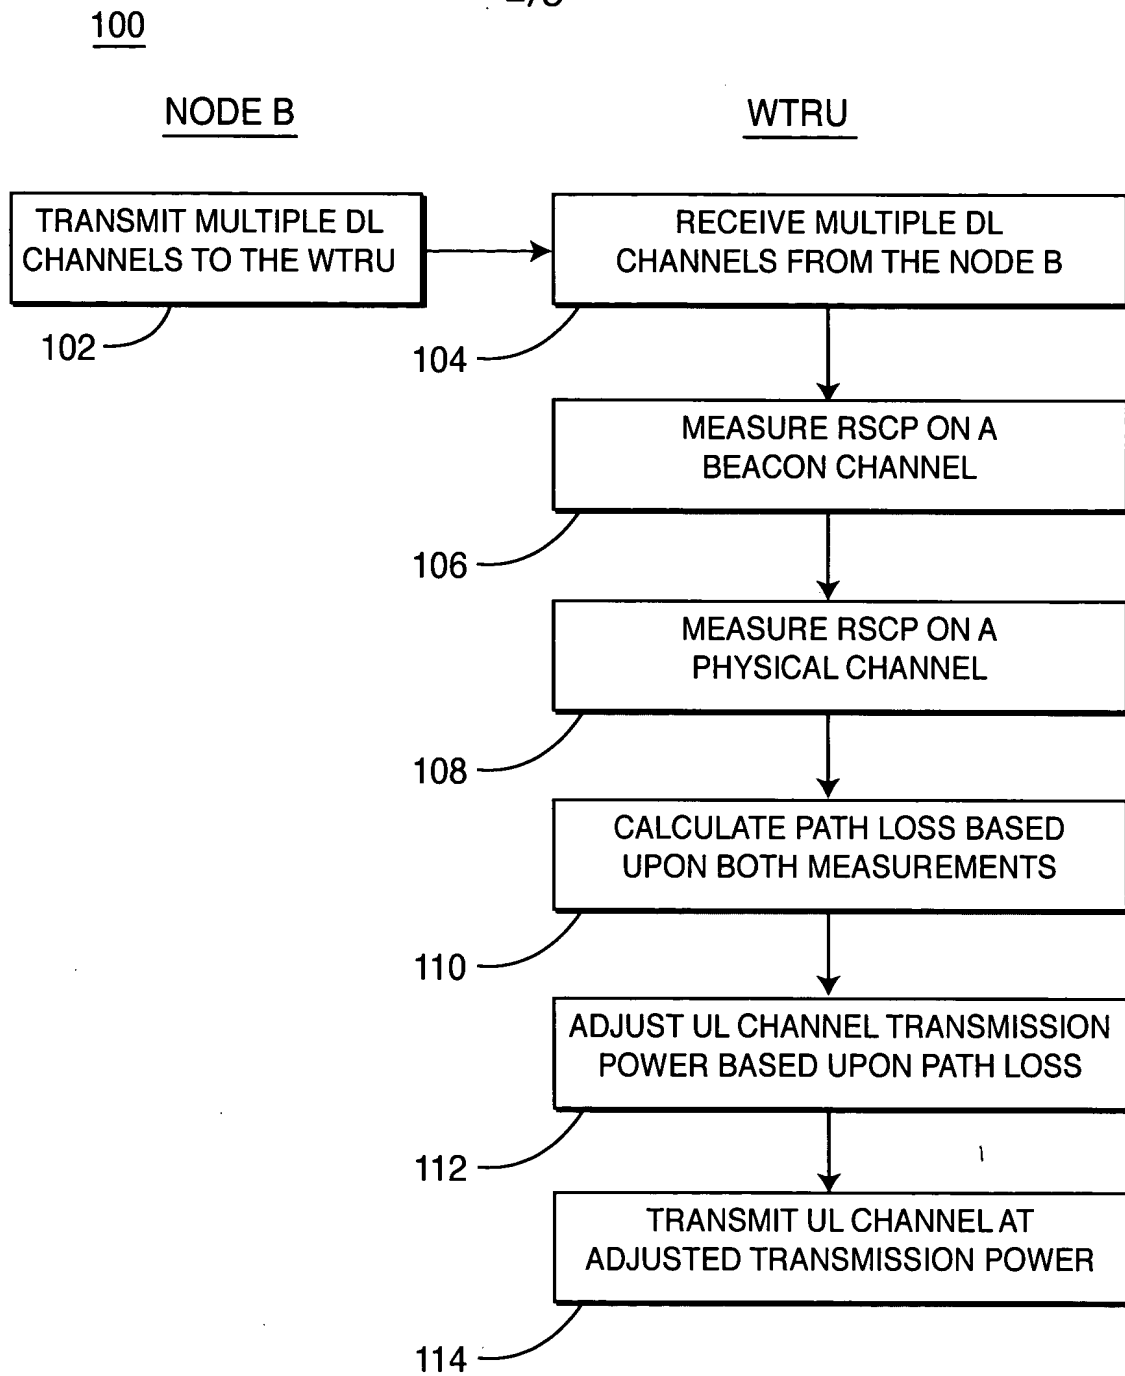 100
NODE B
WTRU
TRANSMIT MULTIPLE DL
CHANNELS TO THE WTRU
102
RECEIVE MULTIPLE DL
CHANNELS FROM THE NODE B
104
MEASURE RSCP ON A
BEACON CHANNEL
106
MEASURE RSCP ON A
PHYSICAL CHANNEL
108
CALCULATE PATH LOSS BASED
UPON BOTH MEASUREMENTS
110
ADJUST UL CHANNEL TRANSMISSION
POWER BASED UPON PATH LOSS
112
TRANSMIT UL CHANNEL AT
ADJUSTED TRANSMISSION POWER
114